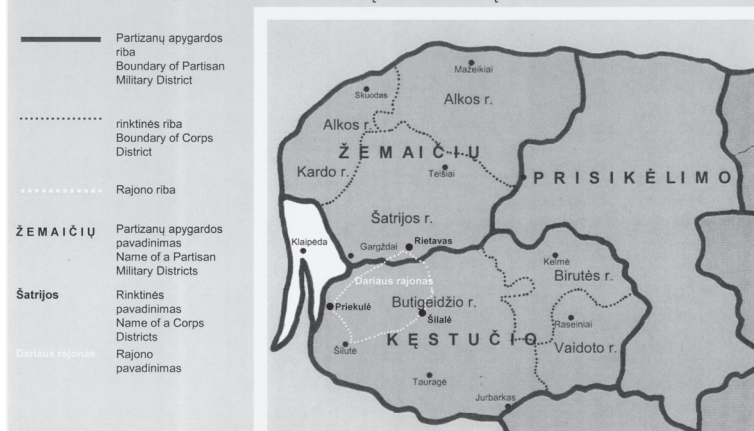 Partizanų apygardos
riba
Boundary of Partisan
Military District
rinktinės riba
Boundary of Corps
District
Rajono riba
ŽEMAIČIŲ
Partizanų apygardos
pavadinimas
Name of a Partisan
Military Districts
Šatrijos
Rinktinės
pavadinimas
Name of a Corps
Districts
Dariaus rajonas
Rajono
pavadinimas
Mažeikiai
Skuodas
Alkos r.
Alkos r.
ŽEMAIČIŲ
Kardo r.
Telšiai
PRISIKĖLIMO
Šatrijos r.
Klaipėda
Gargždai
Rietavas
Kelmė
Dariaus rajonas
Birutės r.
Priekulė
Butigeidžio r.
Šilalė
Raseiniai
Šilutė
KĘSTUČIO
Vaidoto r.
Tauragė
Jurbarkas